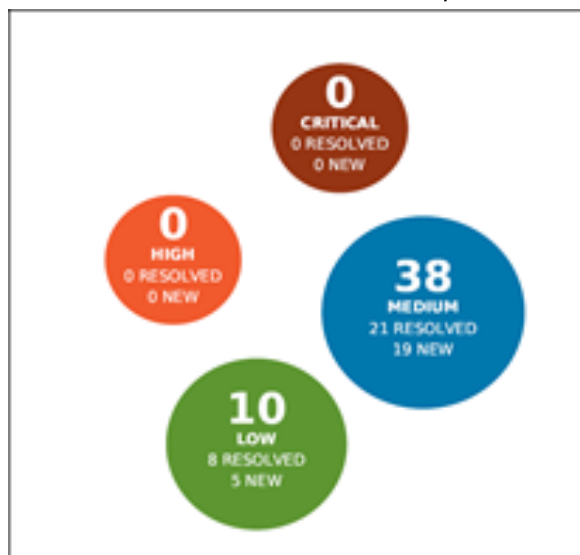 0
CRITICAL
0 RESOLVED
0 NEW
0
HIGH
0 RESOLVED
0 NEW
38
MEDIUM
21 RESOLVED
19 NEW
10
LOW
8 RESOLVED
5 NEW